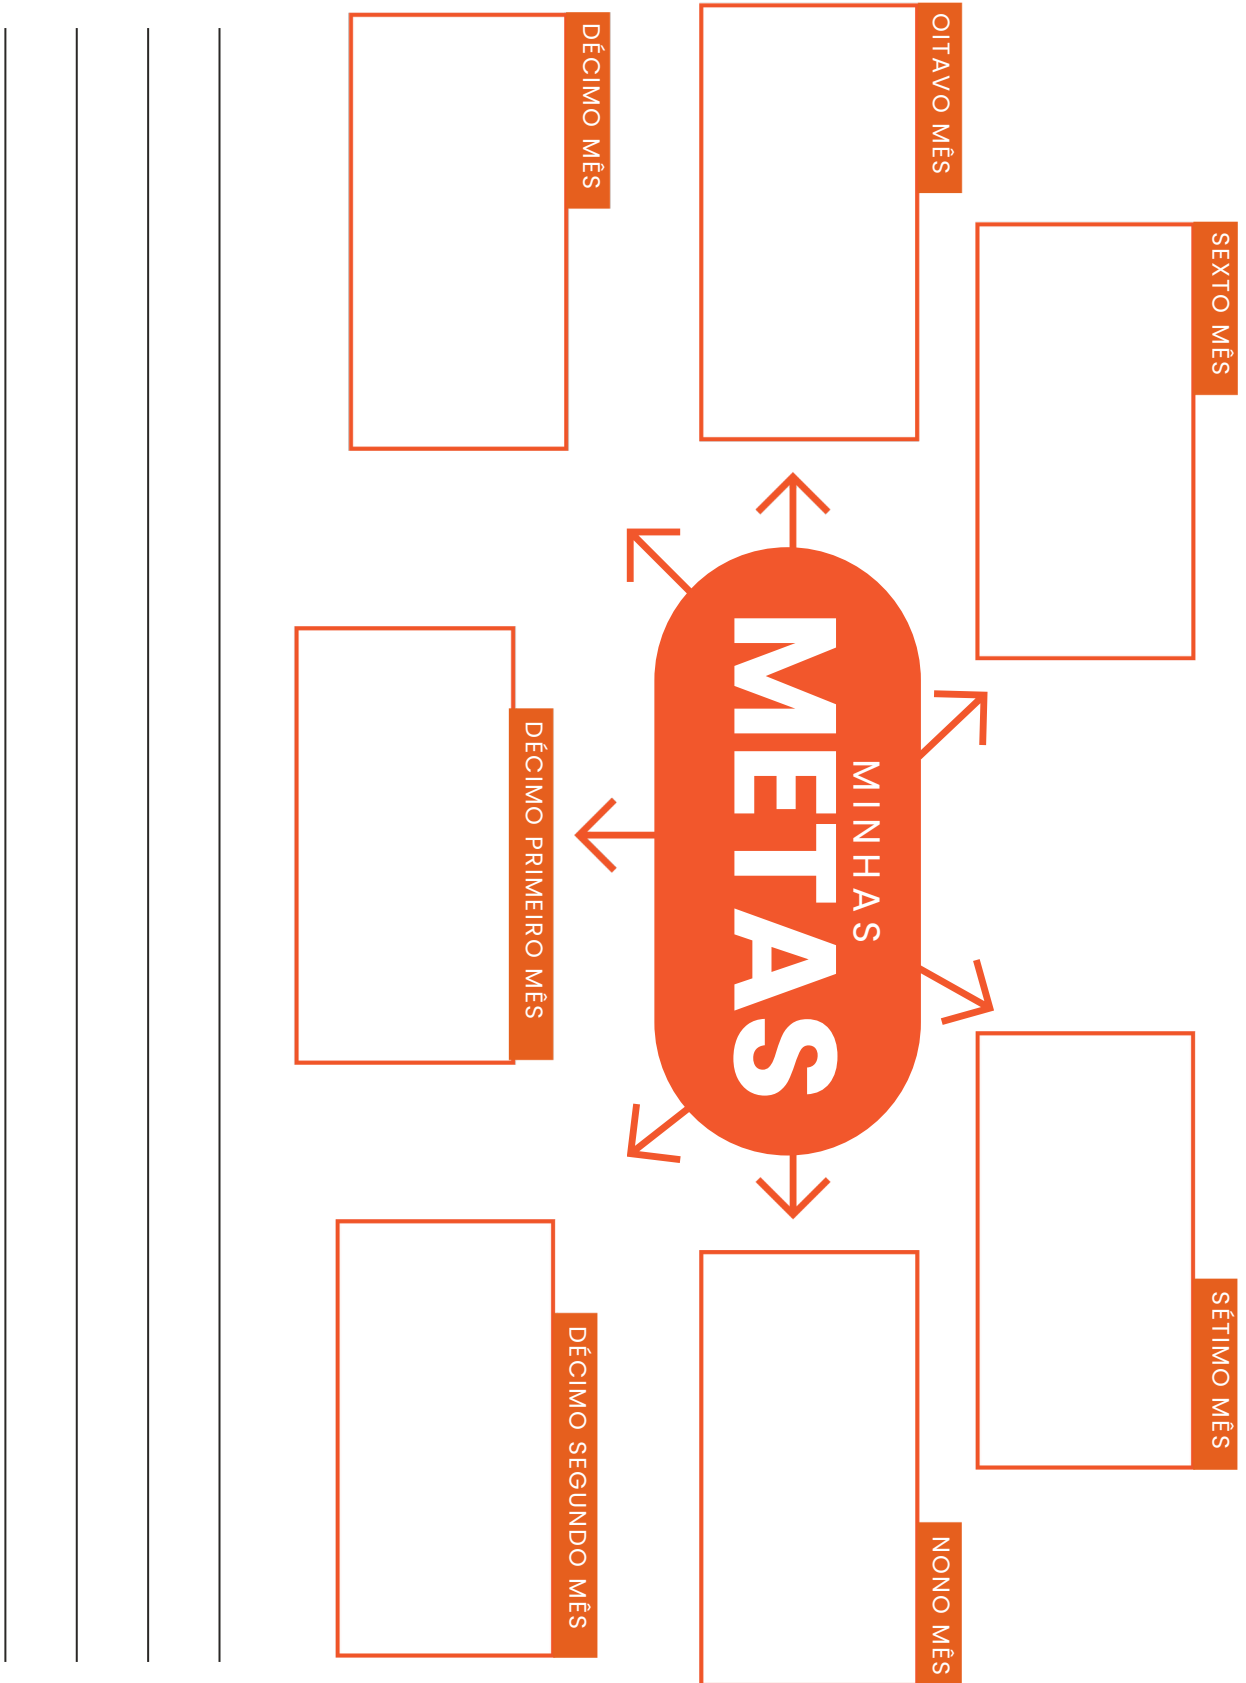 SEXTO MÊS
SÉTIMO MÊS
OITAVO MÊS
NONO MÊS
MINHAS
METAS
DÉCIMO MÊS
DÉCIMO SEGUNDO MÊS
DÉCIMO PRIMEIRO MÊS